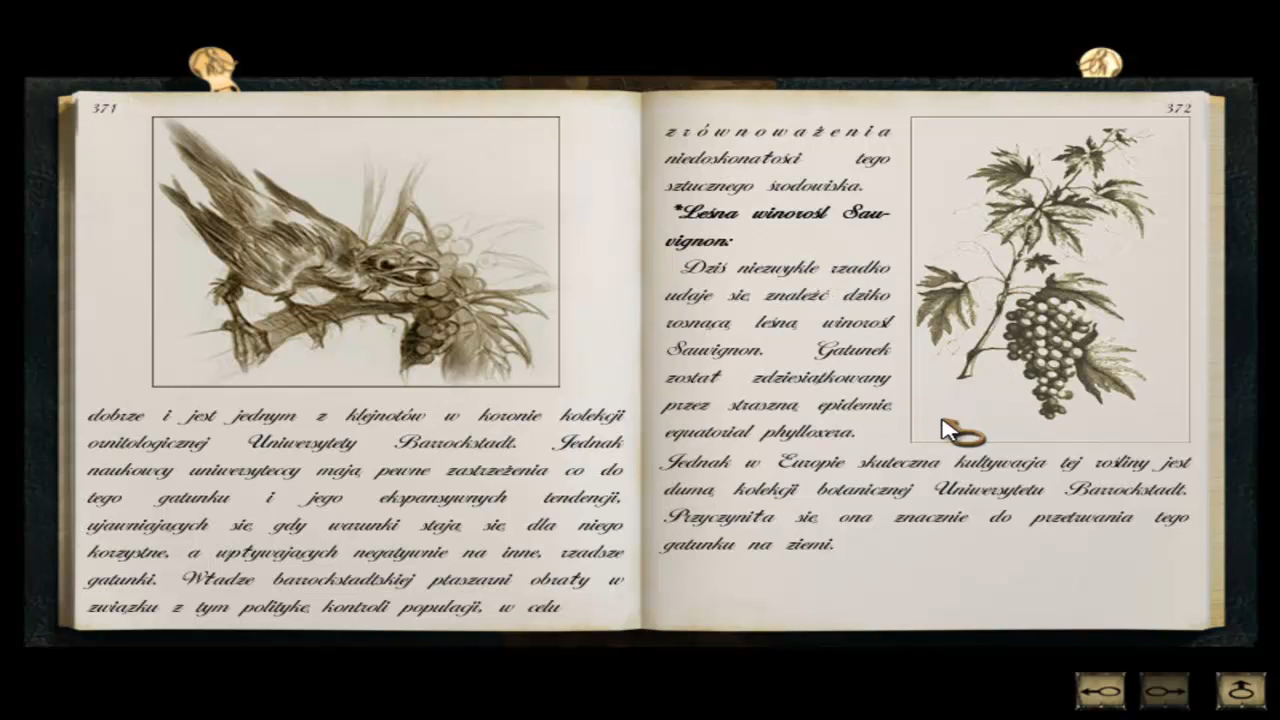 371
dobrze i jest jednym z klejnotów w koronie kolekcji
ornitologicznej Uniwersytety Barrockstadt. Jednak
naukowcy uniwersyteccy mają pewne zastrzeżenia co do
tego gatunku i jego ekspansywnych tendencji,
ujawniających się, gdy warunki stają się dla niego
korzystne, a wpływających negatywnie na inne, rzadsze
gatunki. Władze barrockstadtskiej ptaszarni obrały w
związku z tym politykę kontroli populacji, w celu
372
zrównoważenia
niedoskonałości tego
sztucznego środowiska.
*Leśna winorośl Sau-
vignon:
Dziś niezwykle rzadko
udaje się znaleźć dziko
rosnącą leśną winorośl
Sauvignon. Gatunek
został zdziesiątkowany
przez straszną epidemię
equatorial phylloxera.
Jednak w Europie skuteczna kultywacja tej rośliny jest
dumą kolekcji botanicznej Uniwersytetu Barrockstadt.
Przyczyniła się ona znacznie do przetrwania tego
gatunku na ziemi.